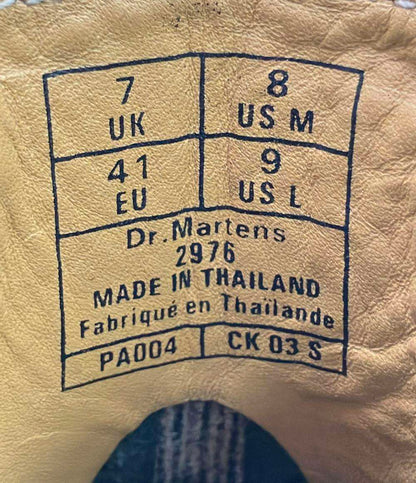 7 8
UK US M
41 9
EU US L
Dr.Martens
2976
MADE IN THAILAND
Fabriqué en Thaïlande
PA004 CK 03 S